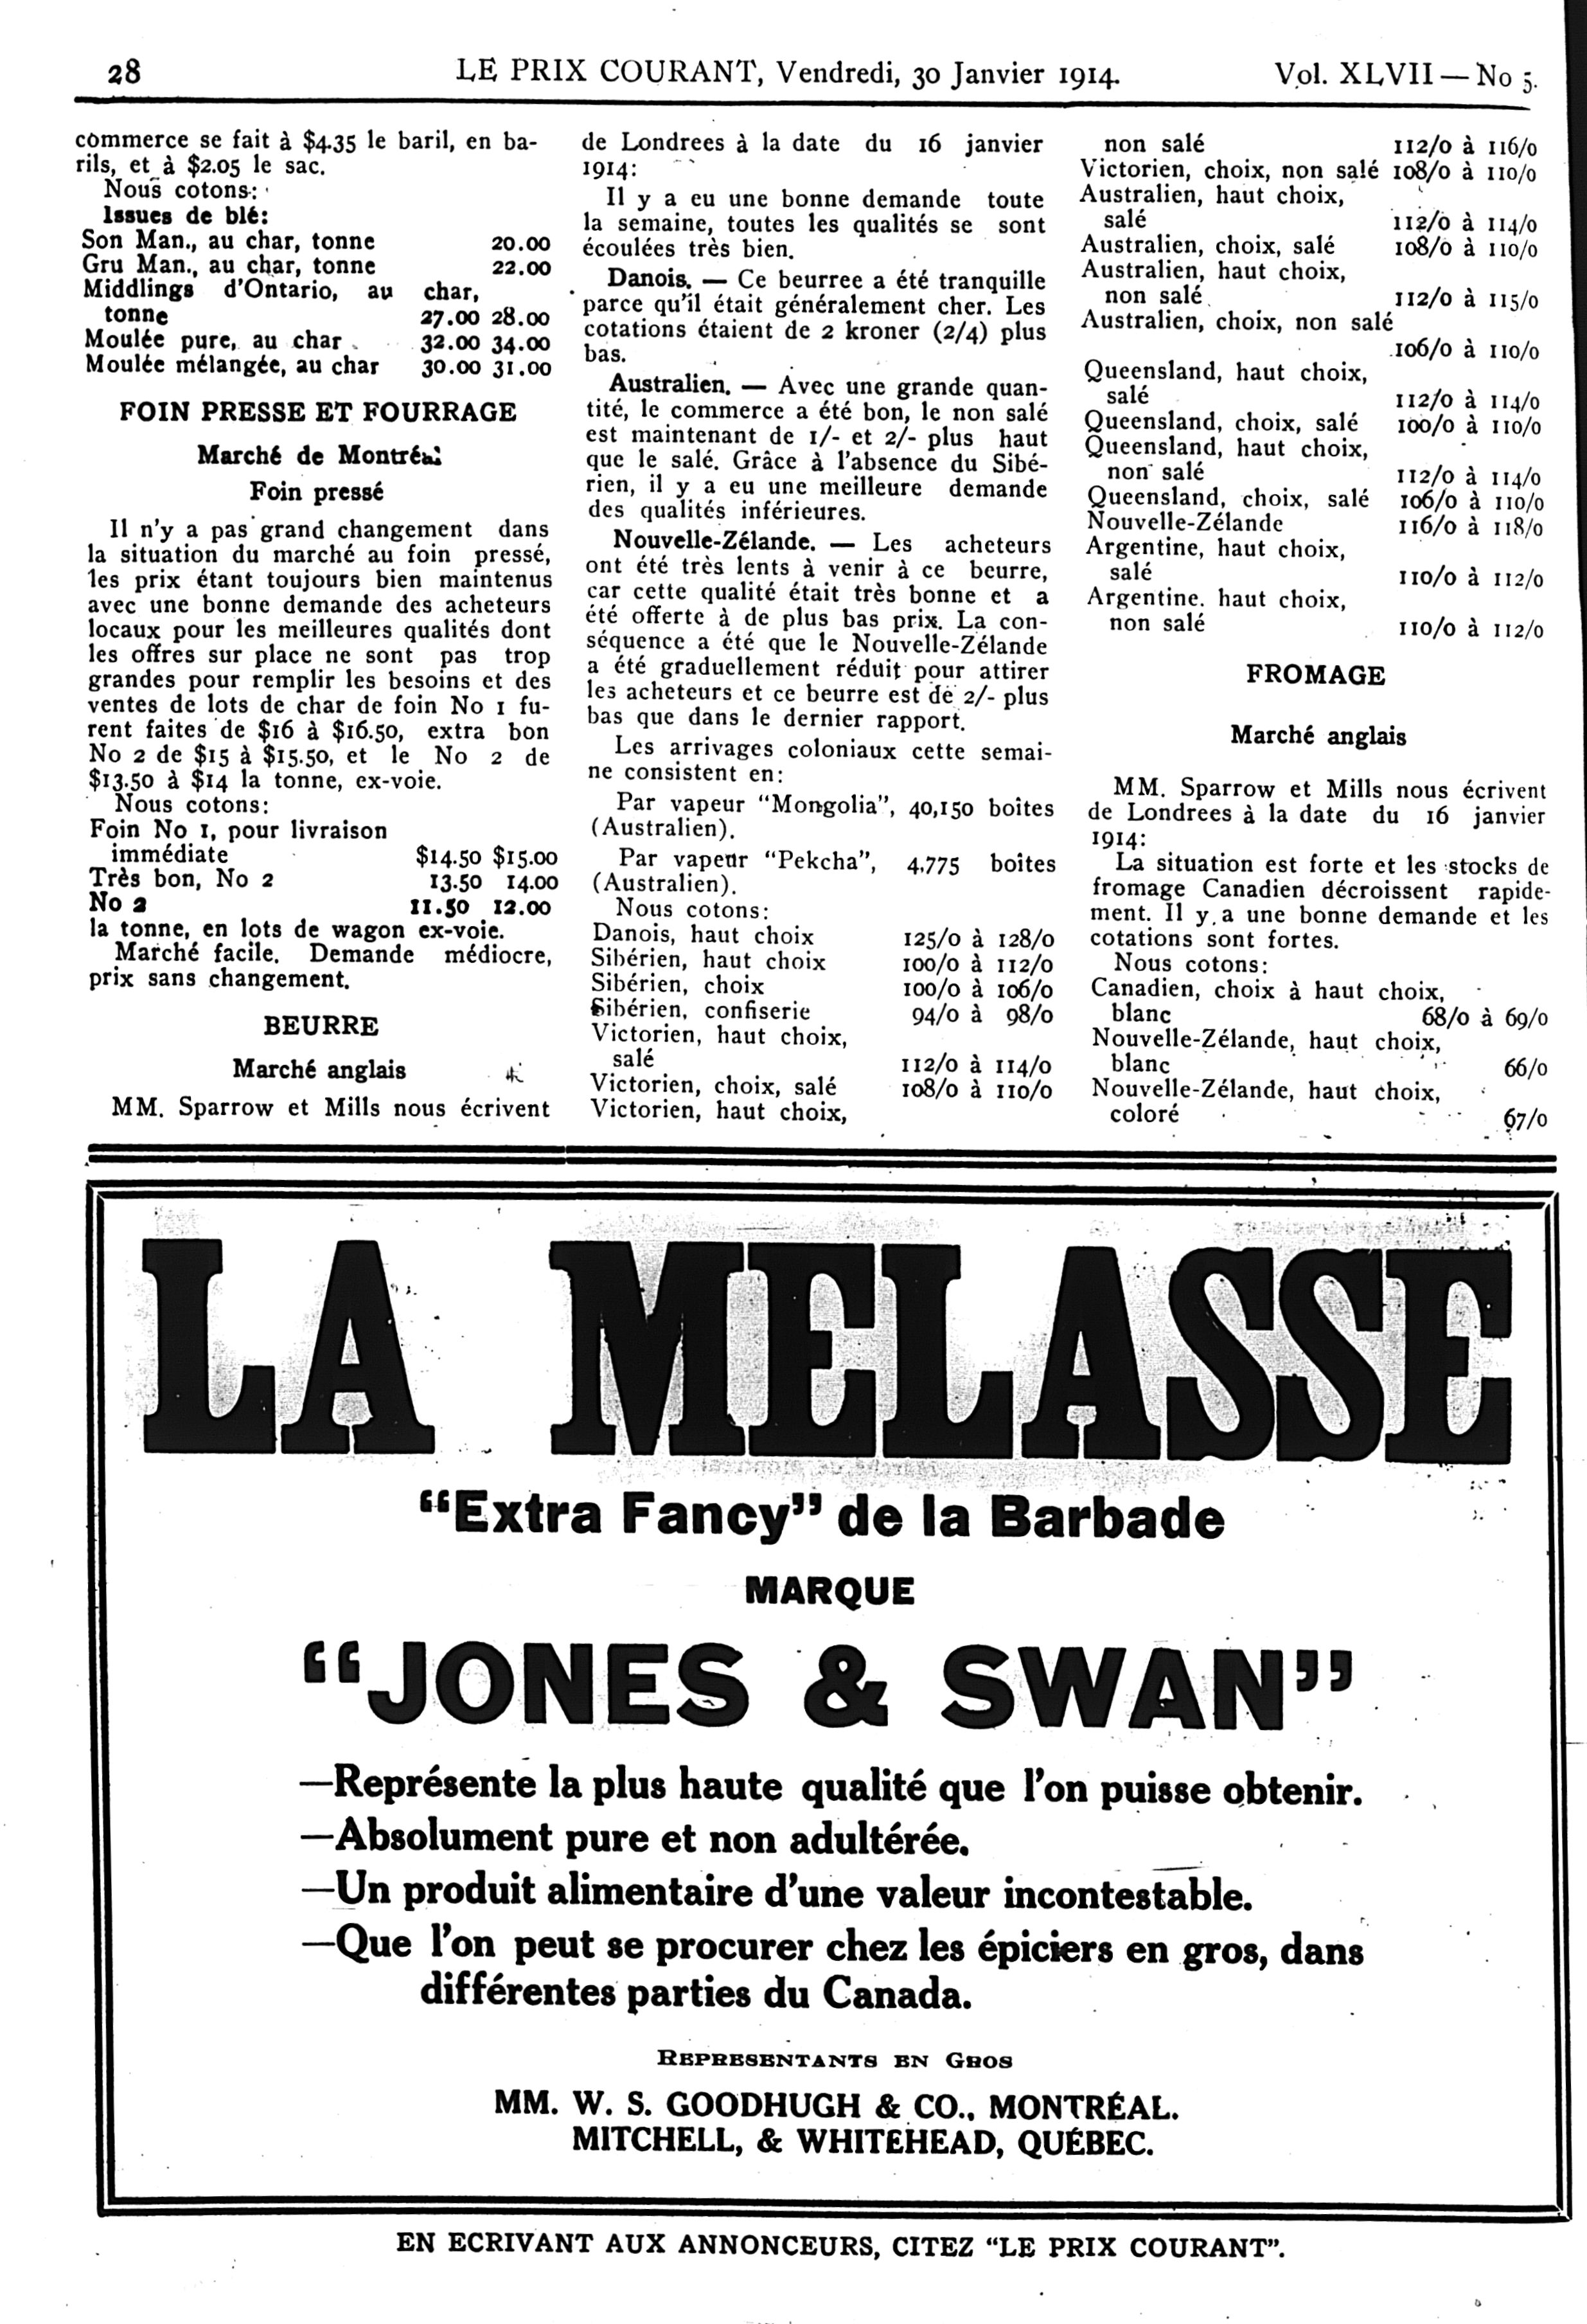 28
LE PRIX COURANT, Vendredi, 30 Janvier 1914.
Vol. XLVII — No 5.
commerce se fait à $4.35 le baril, en ba-
rils, et à $2.05 le sac.
Nous cotons:
Issues de blé:
Son Man., au char, tonne 20.00
Gru Man., au char, tonne 22.00
Middlings d'Ontario, au char,
tonne 27.00 28.00
Moulée pure, au char 32.00 34.00
Moulée mélangée, au char 30.00 31.00
FOIN PRESSE ET FOURRAGE
Marché de Montréal
Foin pressé
Il n'y a pas grand changement dans
la situation du marché au foin pressé,
les prix étant toujours bien maintenus
avec une bonne demande des acheteurs
locaux pour les meilleures qualités dont
les offres sur place ne sont pas trop
grandes pour remplir les besoins et des
ventes de lots de char de foin No 1 fu-
rent faites de $16 à $16.50, extra bon
No 2 de $15 à $15.50, et le No 2 de
$13.50 à $14 la tonne, ex-voie.
Nous cotons:
Foin No 1, pour livraison
immédiate $14.50 $15.00
Très bon, No 2 13.50 14.00
No 2 11.50 12.00
la tonne, en lots de wagon ex-voie.
Marché facile. Demande médiocre,
prix sans changement.
BEURRE
Marché anglais
MM. Sparrow et Mills nous écrivent
de Londrees à la date du 16 janvier
1914:
Il y a eu une bonne demande toute
la semaine, toutes les qualités se sont
écoulées très bien.
Danois. — Ce beurree a été tranquille
parce qu'il était généralement cher. Les
cotations étaient de 2 kroner (2/4) plus
bas.
Australien. — Avec une grande quan-
tité, le commerce a été bon, le non salé
est maintenant de 1/- et 2/- plus haut
que le salé. Grâce à l'absence du Sibé-
rien, il y a eu une meilleure demande
des qualités inférieures.
Nouvelle-Zélande. — Les acheteurs
ont été très lents à venir à ce beurre,
car cette qualité était très bonne et a
été offerte à de plus bas prix. La con-
séquence a été que le Nouvelle-Zélande
a été graduellement réduit pour attirer
les acheteurs et ce beurre est de 2/- plus
bas que dans le dernier rapport.
Les arrivages coloniaux cette semai-
ne consistent en:
Par vapeur "Mongolia", 40,150 boîtes
(Australien).
Par vapeur "Pekcha", 4,775 boîtes
(Australien).
Nous cotons:
Danois, haut choix 125/0 à 128/0
Sibérien, haut choix 100/0 à 112/0
Sibérien, choix 100/0 à 106/0
Sibérien, confiserie 94/0 à 98/0
Victorien, haut choix,
salé 112/0 à 114/0
Victorien, choix, salé 108/0 à 110/0
Victorien, haut choix,
non salé 112/0 à 116/0
Victorien, choix, non salé 108/0 à 110/0
Australien, haut choix,
salé 112/0 à 114/0
Australien, choix, salé 108/0 à 110/0
Australien, haut choix,
non salé 112/0 à 115/0
Australien, choix, non salé
106/0 à 110/0
Queensland, haut choix,
salé 112/0 à 114/0
Queensland, choix, salé 100/0 à 110/0
Queensland, haut choix,
non salé 112/0 à 114/0
Queensland, choix, salé 106/0 à 110/0
Nouvelle-Zélande 116/0 à 118/0
Argentine, haut choix,
salé 110/0 à 112/0
Argentine. haut choix,
non salé 110/0 à 112/0
FROMAGE
Marché anglais
MM. Sparrow et Mills nous écrivent
de Londrees à la date du 16 janvier
1914:
La situation est forte et les stocks de
fromage Canadien décroissent rapide-
ment. Il y a une bonne demande et les
cotations sont fortes.
Nous cotons:
Canadien, choix à haut choix,
blanc 68/0 à 69/0
Nouvelle-Zélande, haut choix,
blanc 66/0
Nouvelle-Zélande, haut choix,
coloré 67/0
LA MELASSE
"Extra Fancy" de la Barbade
MARQUE
"JONES & SWAN"
—Représente la plus haute qualité que l'on puisse obtenir.
—Absolument pure et non adultérée.
—Un produit alimentaire d'une valeur incontestable.
—Que l'on peut se procurer chez les épiciers en gros, dans
différentes parties du Canada.
REPRESENTANTS EN GROS
MM. W. S. GOODHUGH & CO., MONTRÉAL.
MITCHELL, & WHITEHEAD, QUÉBEC.
EN ECRIVANT AUX ANNONCEURS, CITEZ "LE PRIX COURANT".